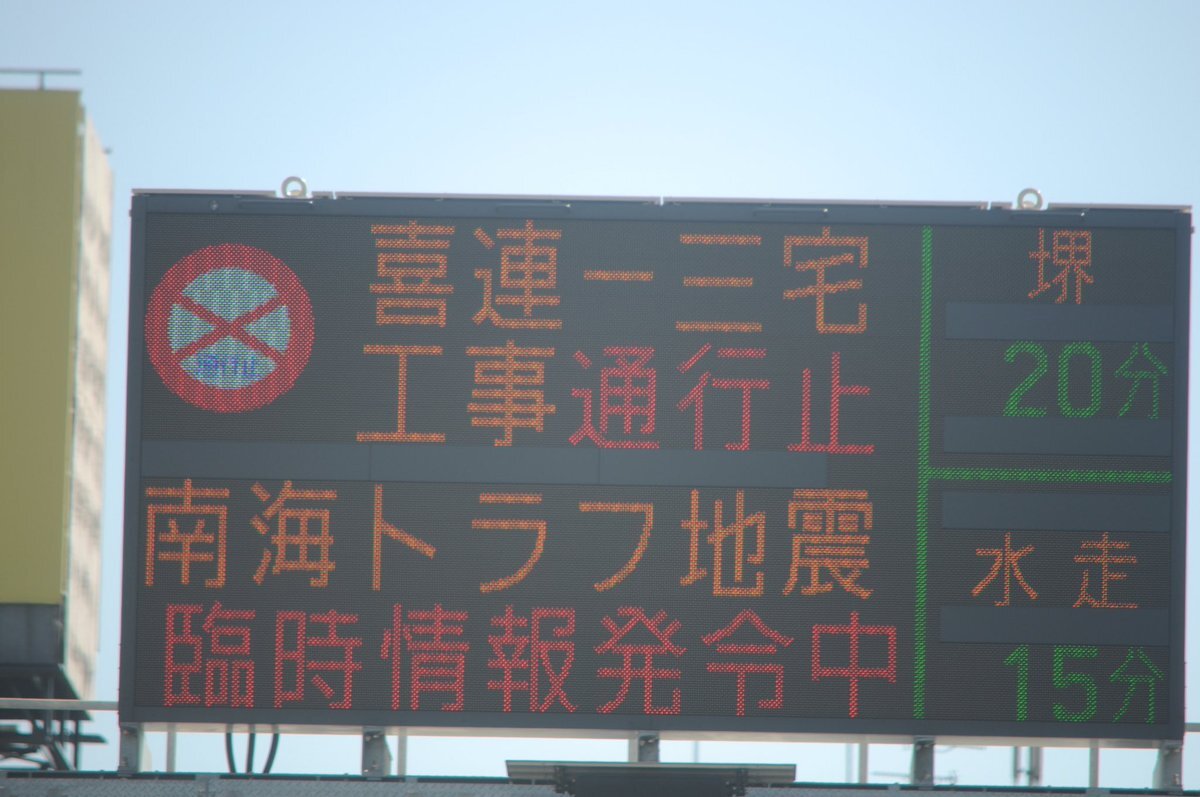 喜連ー三宅
工事通行止
南海トラフ地震
臨時情報発令中
堺
20分
水走
15分